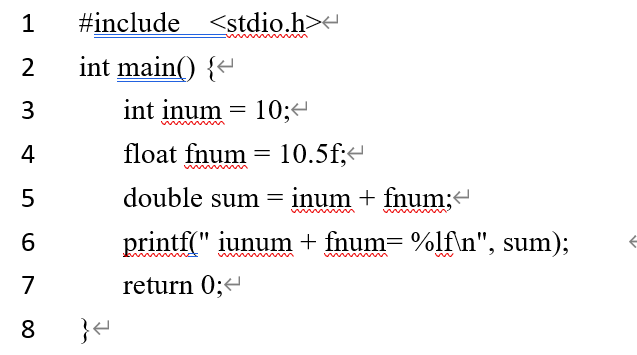 1 #include <stdio.h>
2 int main() {
3 int inum = 10;
4 float fnum = 10.5f;
5 double sum = inum + fnum;
6 printf(" iunum + fnum= %lf\n", sum);
7 return 0;
8 }